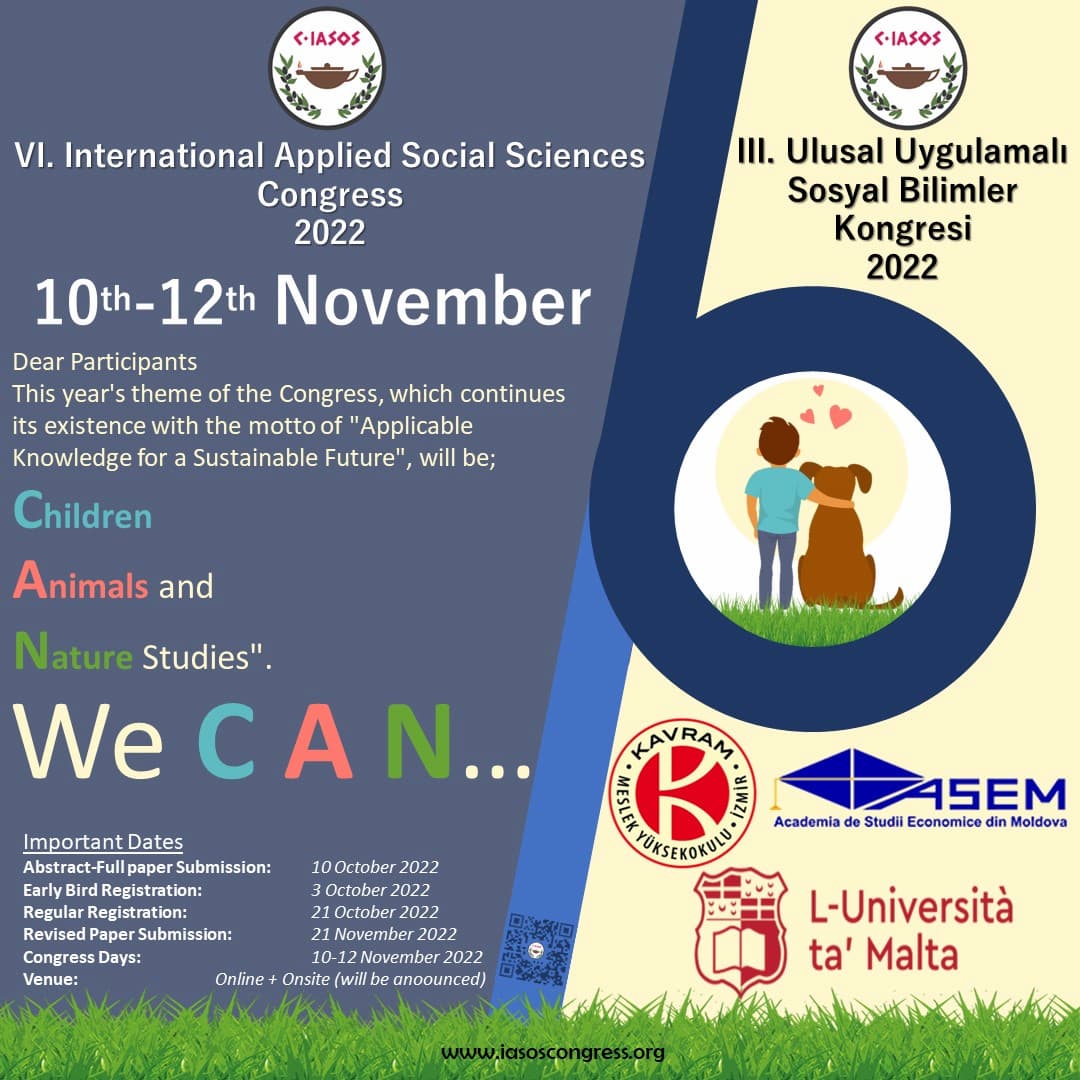 C·IASOS
VI. International Applied Social Sciences
Congress
2022
10th-12th November
Dear Participants
This year's theme of the Congress, which continues
its existence with the motto of "Applicable
Knowledge for a Sustainable Future", will be;
Children
Animals and
Nature Studies".
We C A N...
Important Dates
Abstract-Full paper Submission: 10 October 2022
Early Bird Registration: 3 October 2022
Regular Registration: 21 October 2022
Revised Paper Submission: 21 November 2022
Congress Days: 10-12 November 2022
Venue: Online + Onsite (will be anoounced)
C·IASOS
III. Ulusal Uygulamalı
Sosyal Bilimler
Kongresi
2022
KAVRAM
MESLEK YÜKSEKOKULU · İZMİR
ASEM
Academia de Studii Economice din Moldova
L-Università
ta' Malta
www.iasoscongress.org